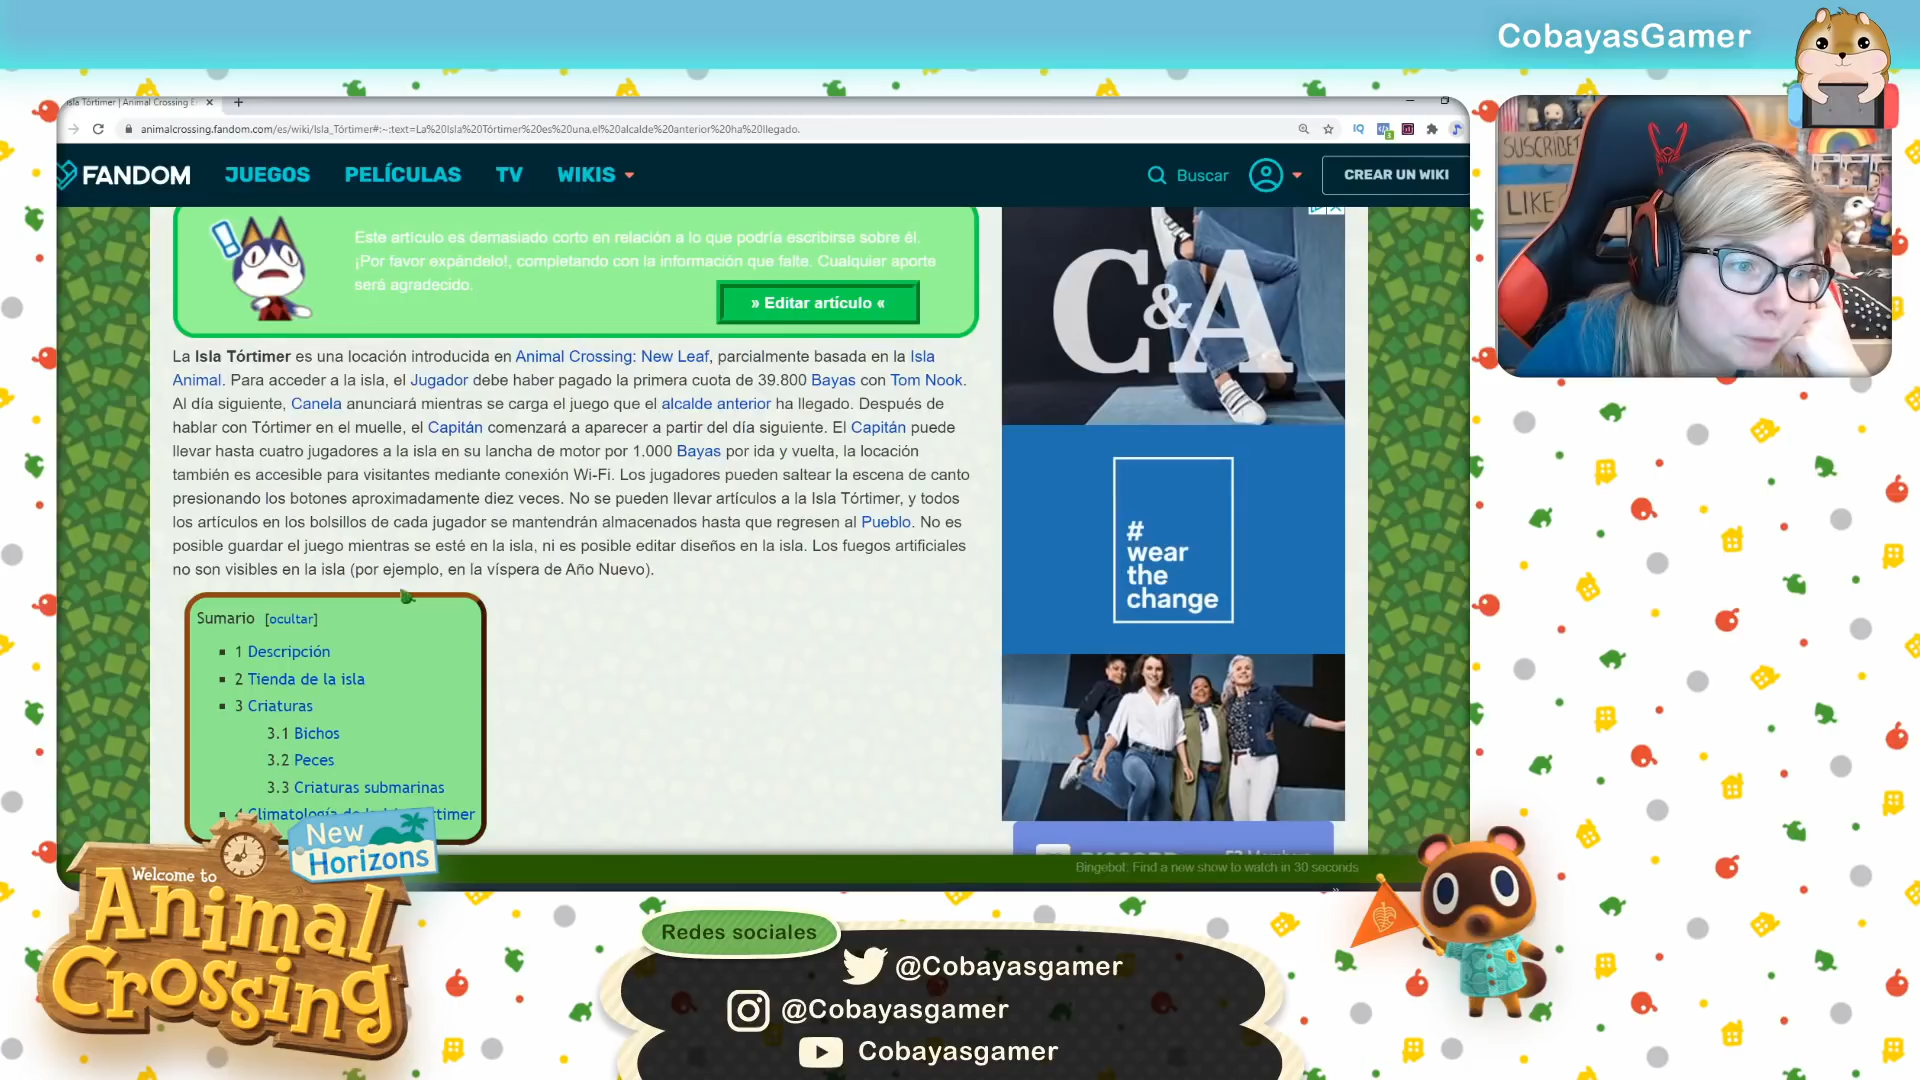 CobayasGamer
Isla Tórtimer | Animal Crossing E
animalcrossing.fandom.com/es/wiki/Isla_Tórtimer#:~:text=La%20Isla%20Tórtimer%20es%20una,el%20alcalde%20anterior%20ha%20llegado.
FANDOM
JUEGOS
PELÍCULAS
TV
WIKIS
Buscar
CREAR UN WIKI
SUSCRIBET
LIKE
Este artículo es demasiado corto en relación a lo que podría escribirse sobre él.
¡Por favor expándelo!, completando con la información que falte. Cualquier aporte
será agradecido.
» Editar artículo «
La Isla Tórtimer es una locación introducida en Animal Crossing: New Leaf, parcialmente basada en la Isla
Animal. Para acceder a la isla, el Jugador debe haber pagado la primera cuota de 39.800 Bayas con Tom Nook.
Al día siguiente, Canela anunciará mientras se carga el juego que el alcalde anterior ha llegado. Después de
hablar con Tórtimer en el muelle, el Capitán comenzará a aparecer a partir del día siguiente. El Capitán puede
llevar hasta cuatro jugadores a la isla en su lancha de motor por 1.000 Bayas por ida y vuelta, la locación
también es accesible para visitantes mediante conexión Wi-Fi. Los jugadores pueden saltear la escena de canto
presionando los botones aproximadamente diez veces. No se pueden llevar artículos a la Isla Tórtimer, y todos
los artículos en los bolsillos de cada jugador se mantendrán almacenados hasta que regresen al Pueblo. No es
posible guardar el juego mientras se esté en la isla, ni es posible editar diseños en la isla. Los fuegos artificiales
no son visibles en la isla (por ejemplo, en la víspera de Año Nuevo).
Sumario [ocultar]
1 Descripción
2 Tienda de la isla
3 Criaturas
3.1 Bichos
3.2 Peces
3.3 Criaturas submarinas
4 Climatología de la Isla Tórtimer
C&A
#
wear
the
change
Bingebot. Find a new show to watch in 30 seconds
Welcome to
Animal
Crossing
New
Horizons
Redes sociales
@Cobayasgamer
@Cobayasgamer
Cobayasgamer